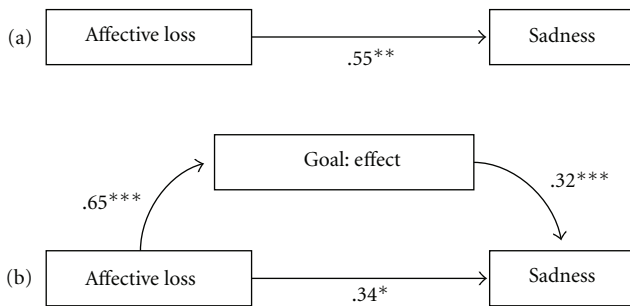 (a)
Affective loss
Sadness
.55**
Goal: effect
.65***
.32***
(b)
Affective loss
Sadness
.34*